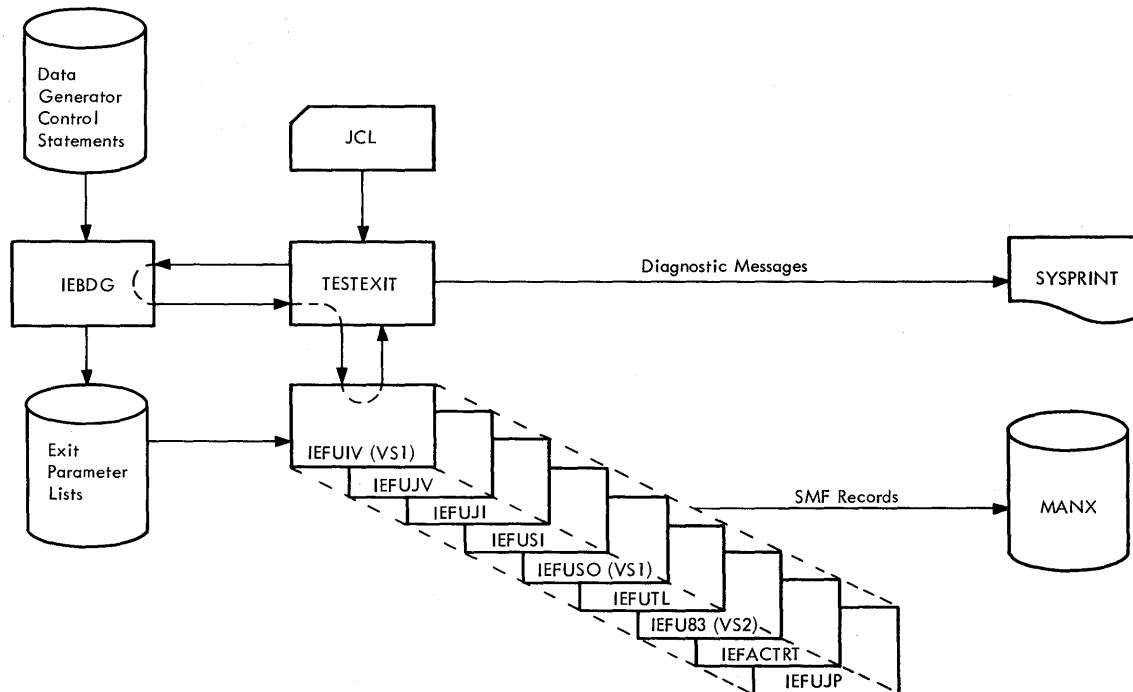 Data
Generator
Control
Statements
JCL
IEBDG
TESTEXIT
Diagnostic Messages
SYSPRINT
Exit
Parameter
Lists
IEFUIV (VS1)
IEFUJV
IEFUJI
IEFUSI
IEFUSO (VS1)
IEFUTL
IEFU83 (VS2)
IEFACTRT
IEFUJP
SMF Records
MANX